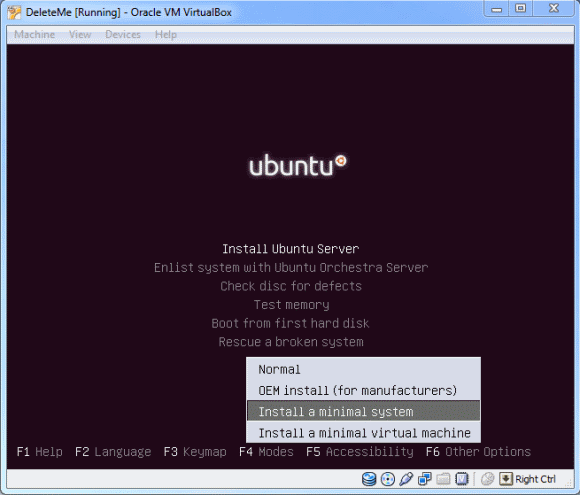 DeleteMe [Running] - Oracle VM VirtualBox
Machine View Devices Help
ubuntu
Install Ubuntu Server
Enlist system with Ubuntu Orchestra Server
Check disc for defects
Test memory
Boot from first hard disk
Rescue a broken system
Normal
OEM install (for manufacturers)
Install a minimal system
Install a minimal virtual machine
F1 Help F2 Language F3 Keymap F4 Modes F5 Accessibility F6 Other Options
Right Ctrl